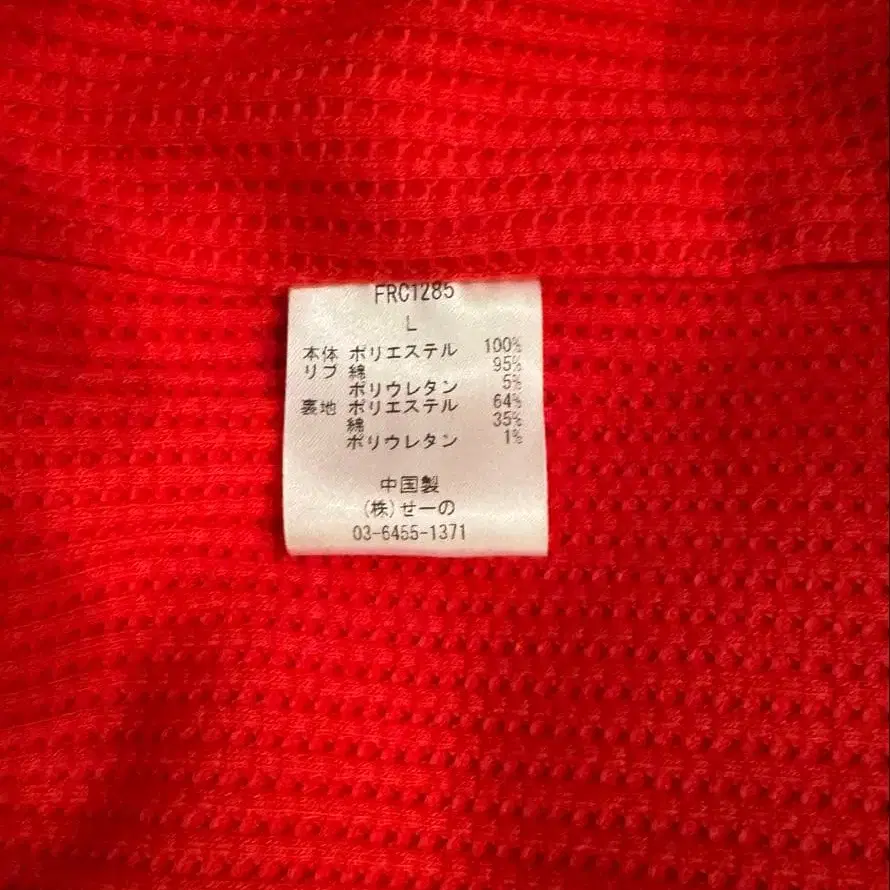 FRC1285
L
本体 ポリエステル 100%
リブ 綿 95%
ポリウレタン 5%
裏地 ポリエステル 64%
綿 35%
ポリウレタン 1%
中国製
(株)せーの
03-6455-1371